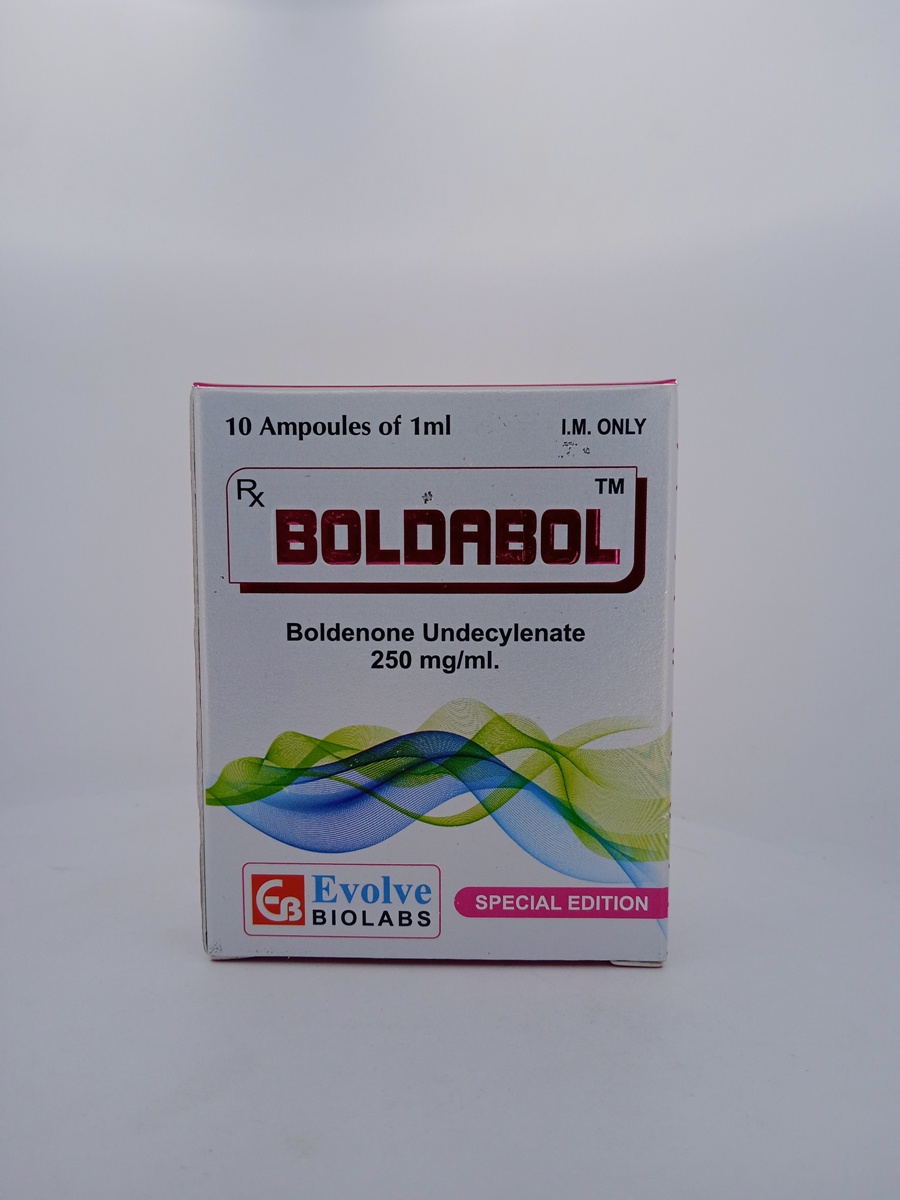 10 Ampoules of 1ml I.M. ONLY
Rx TM
BOLDABOL
Boldenone Undecylenate
250 mg/ml.
EB Evolve
BIOLABS
SPECIAL EDITION